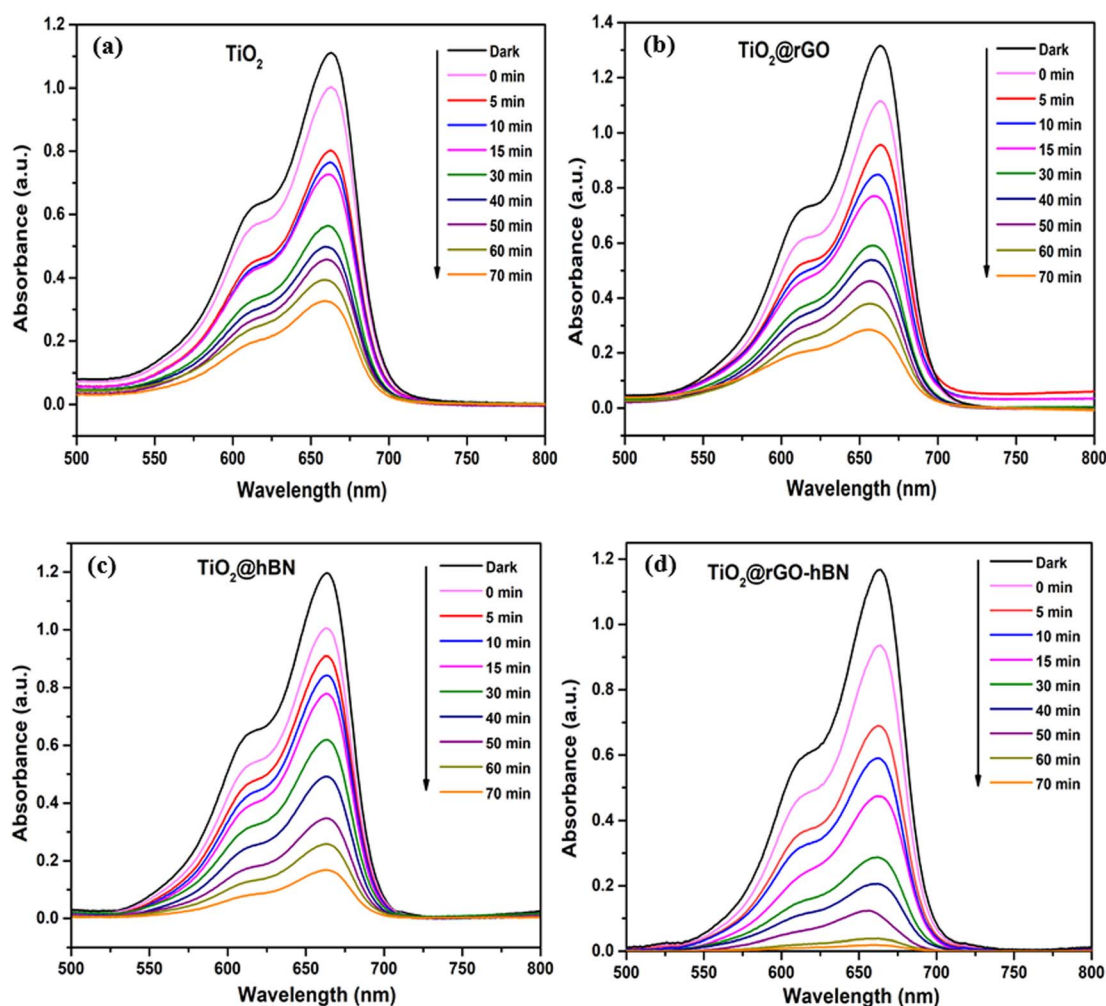 (a)
TiO2
Dark
0 min
5 min
10 min
15 min
30 min
40 min
50 min
60 min
70 min
Absorbance (a.u.)
1.2
1.0
0.8
0.6
0.4
0.2
0.0
500 550 600 650 700 750 800
Wavelength (nm)
(b)
TiO2@rGO
Dark
0 min
5 min
10 min
15 min
30 min
40 min
50 min
60 min
70 min
Absorbance (a.u.)
1.4
1.2
1.0
0.8
0.6
0.4
0.2
0.0
500 550 600 650 700 750 800
Wavelength (nm)
(c)
TiO2@hBN
Dark
0 min
5 min
10 min
15 min
30 min
40 min
50 min
60 min
70 min
Absorbance (a.u.)
1.2
1.0
0.8
0.6
0.4
0.2
0.0
500 550 600 650 700 750 800
Wavelength (nm)
(d)
TiO2@rGO-hBN
Dark
0 min
5 min
10 min
15 min
30 min
40 min
50 min
60 min
70 min
Absorbance (a.u.)
1.2
1.0
0.8
0.6
0.4
0.2
0.0
500 550 600 650 700 750 800
Wavelength (nm)